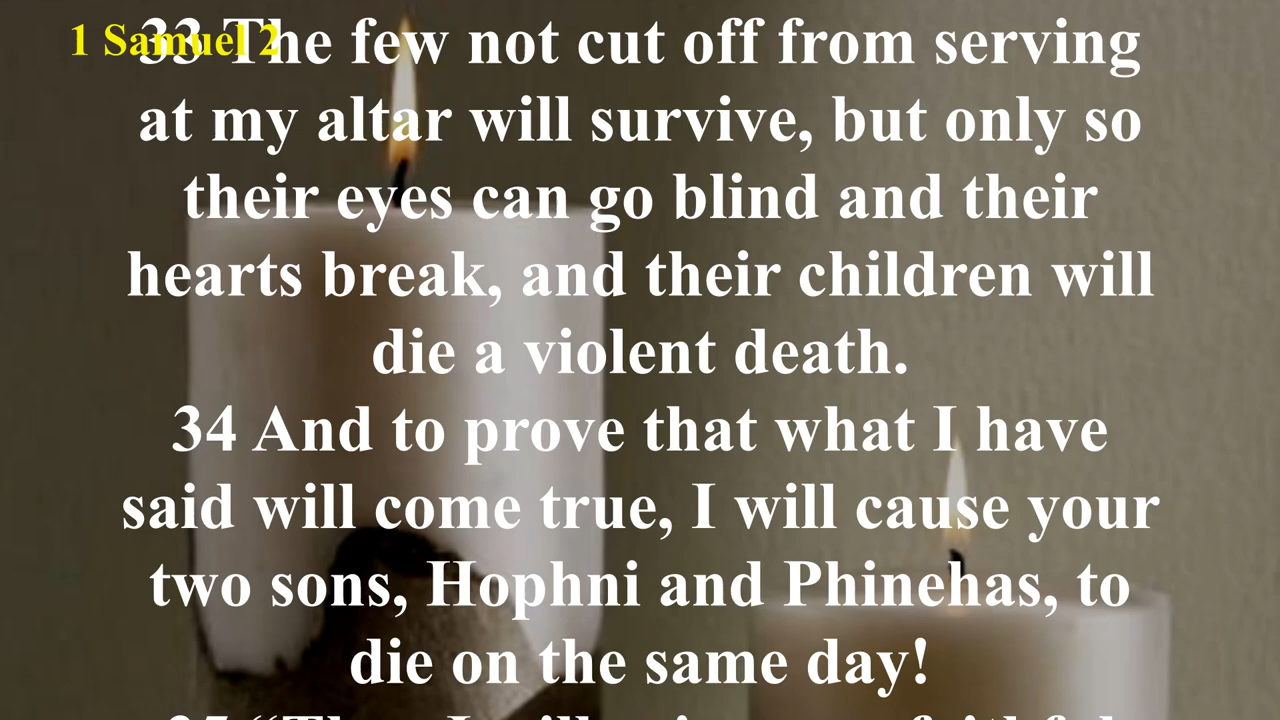 1 Samuel 2
33 The few not cut off from serving
at my altar will survive, but only so
their eyes can go blind and their
hearts break, and their children will
die a violent death.
34 And to prove that what I have
said will come true, I will cause your
two sons, Hophni and Phinehas, to
die on the same day!